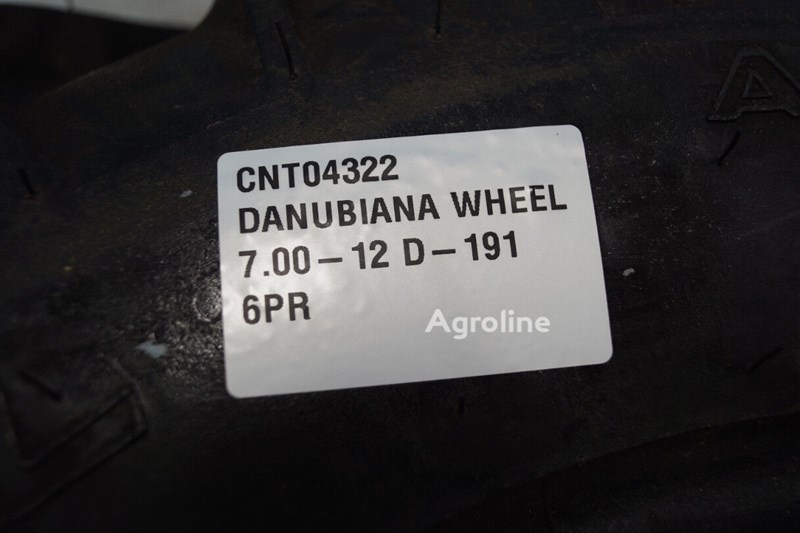 CNT04322
DANUBIANA WHEEL
7.00-12 D-191
6PR
Agroline
A